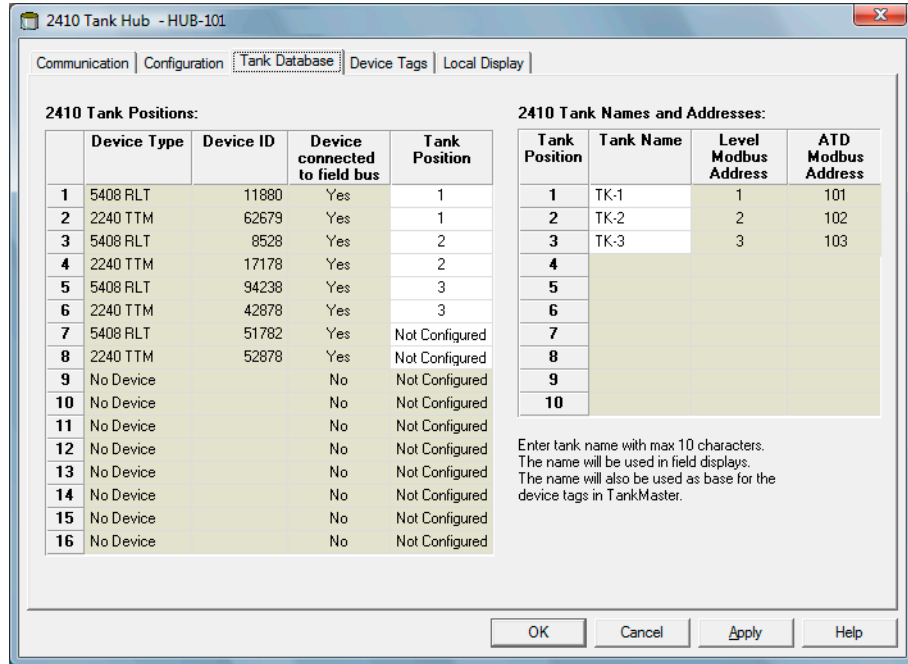 2410 Tank Hub - HUB-101
Communication Configuration Tank Database Device Tags Local Display
2410 Tank Positions:
Device Type Device ID Device connected to field bus Tank Position
1 5408 RLT 11880 Yes 1
2 2240 TTM 62679 Yes 1
3 5408 RLT 8528 Yes 2
4 2240 TTM 17178 Yes 2
5 5408 RLT 94238 Yes 3
6 2240 TTM 42878 Yes 3
7 5408 RLT 51782 Yes Not Configured
8 2240 TTM 52878 Yes Not Configured
9 No Device No Not Configured
10 No Device No Not Configured
11 No Device No Not Configured
12 No Device No Not Configured
13 No Device No Not Configured
14 No Device No Not Configured
15 No Device No Not Configured
16 No Device No Not Configured
2410 Tank Names and Addresses:
Tank Position Tank Name Level Modbus Address ATD Modbus Address
1 TK-1 1 101
2 TK-2 2 102
3 TK-3 3 103
4
5
6
7
8
9
10
Enter tank name with max 10 characters.
The name will be used in field displays.
The name will also be used as base for the
device tags in TankMaster.
OK Cancel Apply Help